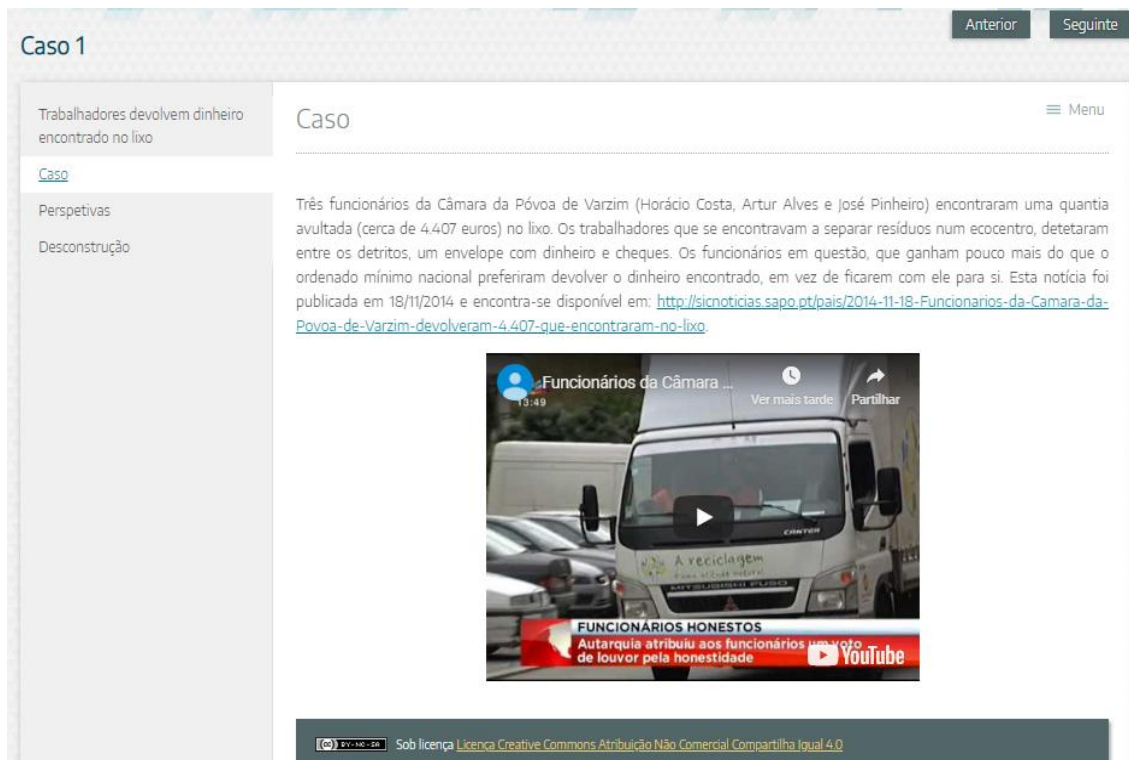 Anterior
Seguinte
Caso 1
Trabalhadores devolvem dinheiro
encontrado no lixo
Caso
Perspetivas
Desconstrução
Caso
Menu
Três funcionários da Câmara da Póvoa de Varzim (Horácio Costa, Artur Alves e José Pinheiro) encontraram uma quantia
avultada (cerca de 4.407 euros) no lixo. Os trabalhadores que se encontravam a separar resíduos num ecocentro, detetaram
entre os detritos, um envelope com dinheiro e cheques. Os funcionários em questão, que ganham pouco mais do que o
ordenado mínimo nacional preferiram devolver o dinheiro encontrado, em vez de ficarem com ele para si. Esta notícia foi
publicada em 18/11/2014 e encontra-se disponível em: http://sicnoticias.sapo.pt/pais/2014-11-18-Funcionarios-da-Camara-da-
Povoa-de-Varzim-devolveram-4.407-que-encontraram-no-lixo.
Funcionários da Câmara ...
Ver mais tarde
Partilhar
13:49
CANTER
A reciclagem
MITSUBISHI FUSO
FUNCIONÁRIOS HONESTOS
Autarquia atribuiu aos funcionários um voto
de louvor pela honestidade
YouTube
(cc) BY-NC-SA Sob licença Licença Creative Commons Atribuição Não Comercial Compartilha Igual 4.0